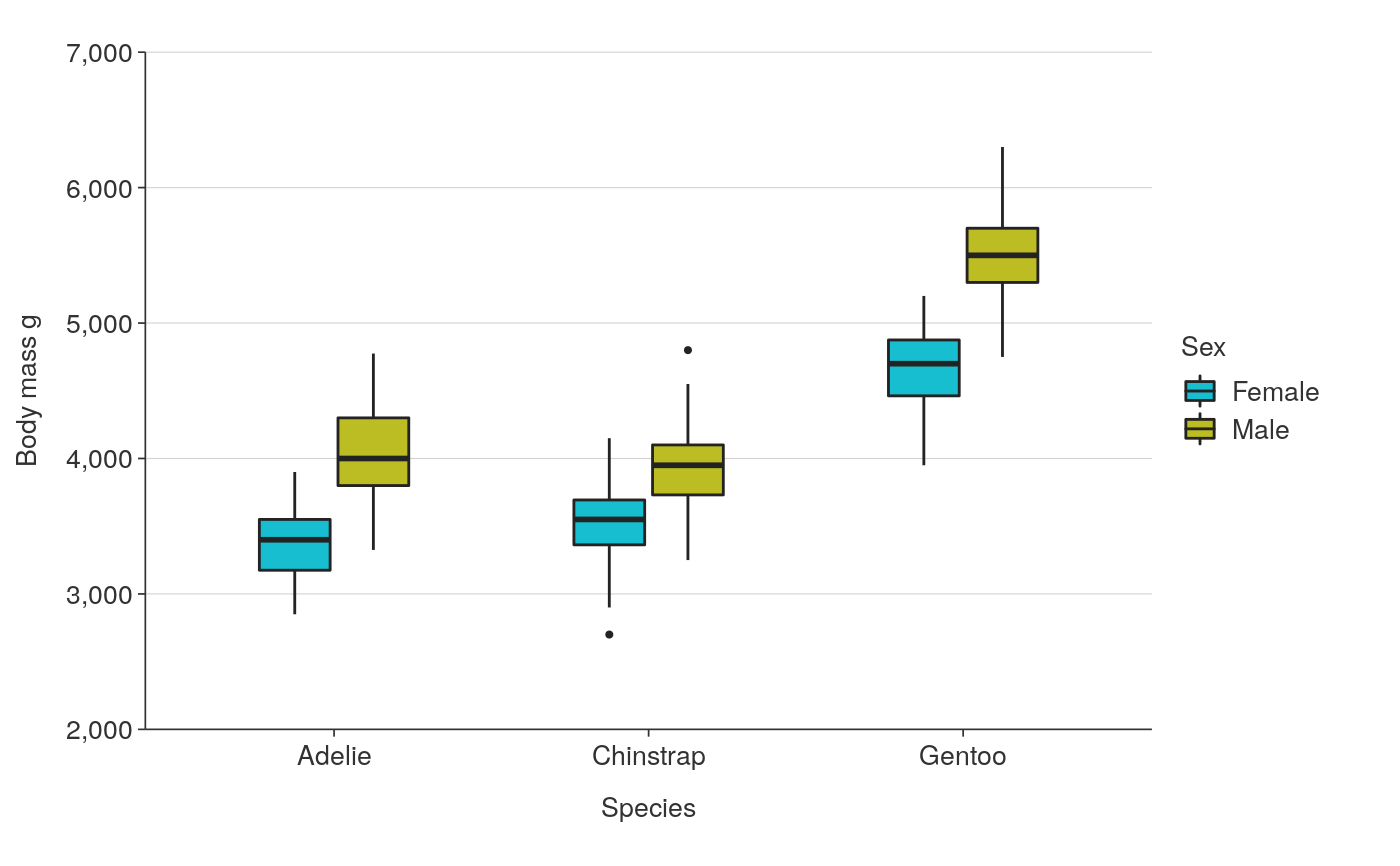 7,000
6,000
5,000
4,000
3,000
2,000
Body mass g
Adelie
Chinstrap
Gentoo
Species
Sex
Female
Male